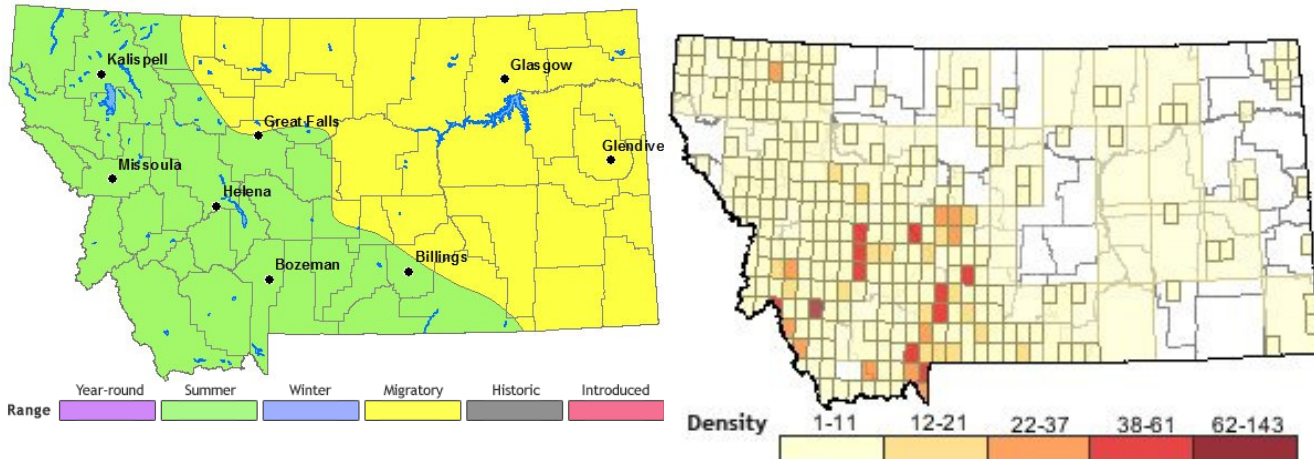 Kalispell
Glasgow
Great Falls
Glendive
Missoula
Helena
Bozeman
Billings
Year-round Summer Winter Migratory Historic Introduced
Range
Density 1-11 12-21 22-37 38-61 62-143